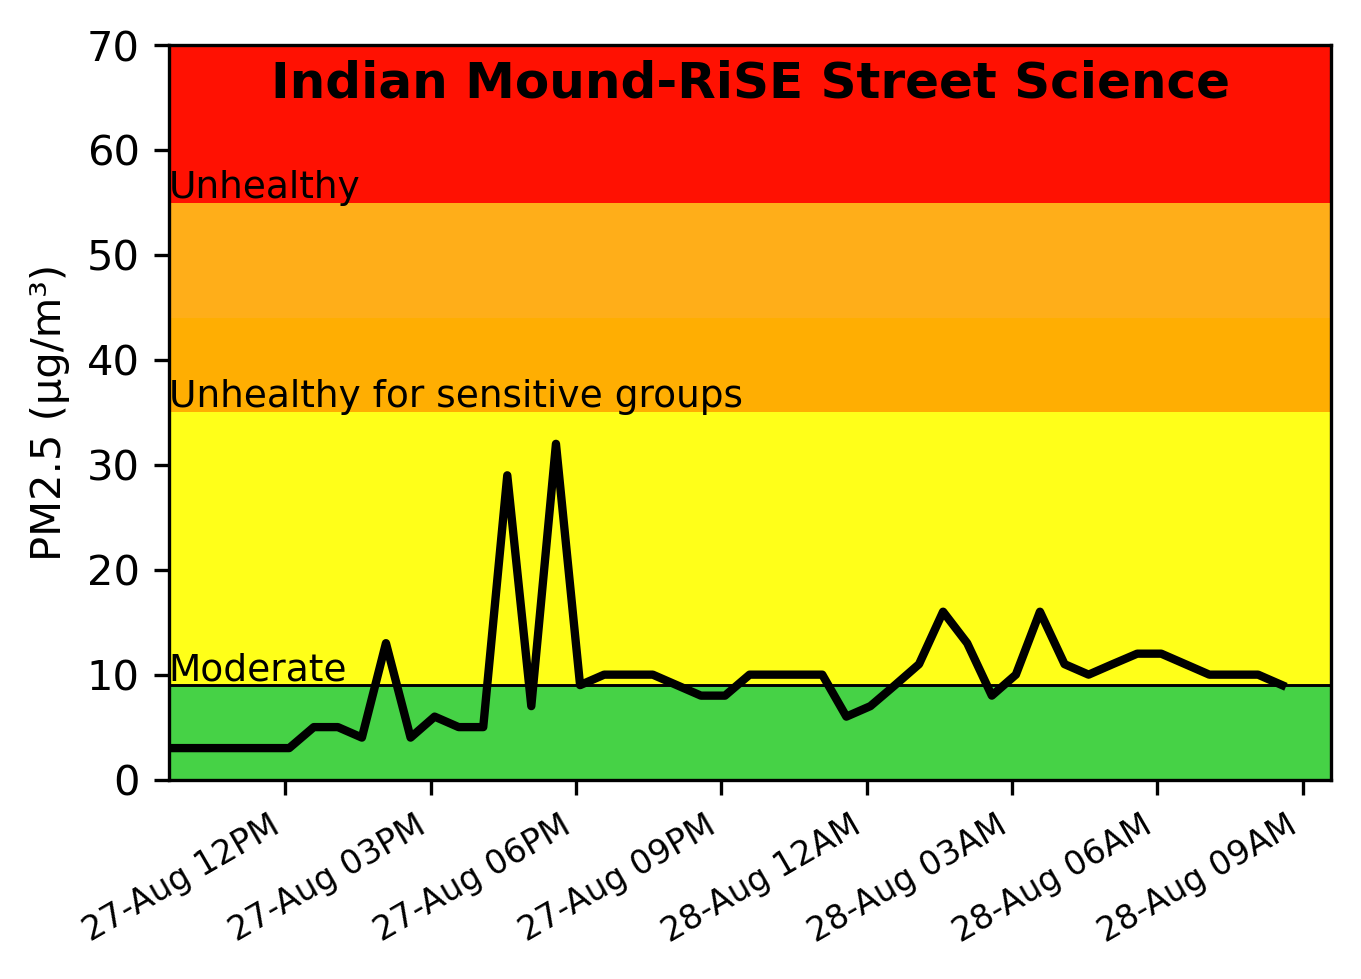 Indian Mound-RiSE Street Science
PM2.5 (µg/m³)
70
60
50
40
30
20
10
0
Unhealthy
Unhealthy for sensitive groups
Moderate
27-Aug 12PM
27-Aug 03PM
27-Aug 06PM
27-Aug 09PM
28-Aug 12AM
28-Aug 03AM
28-Aug 06AM
28-Aug 09AM